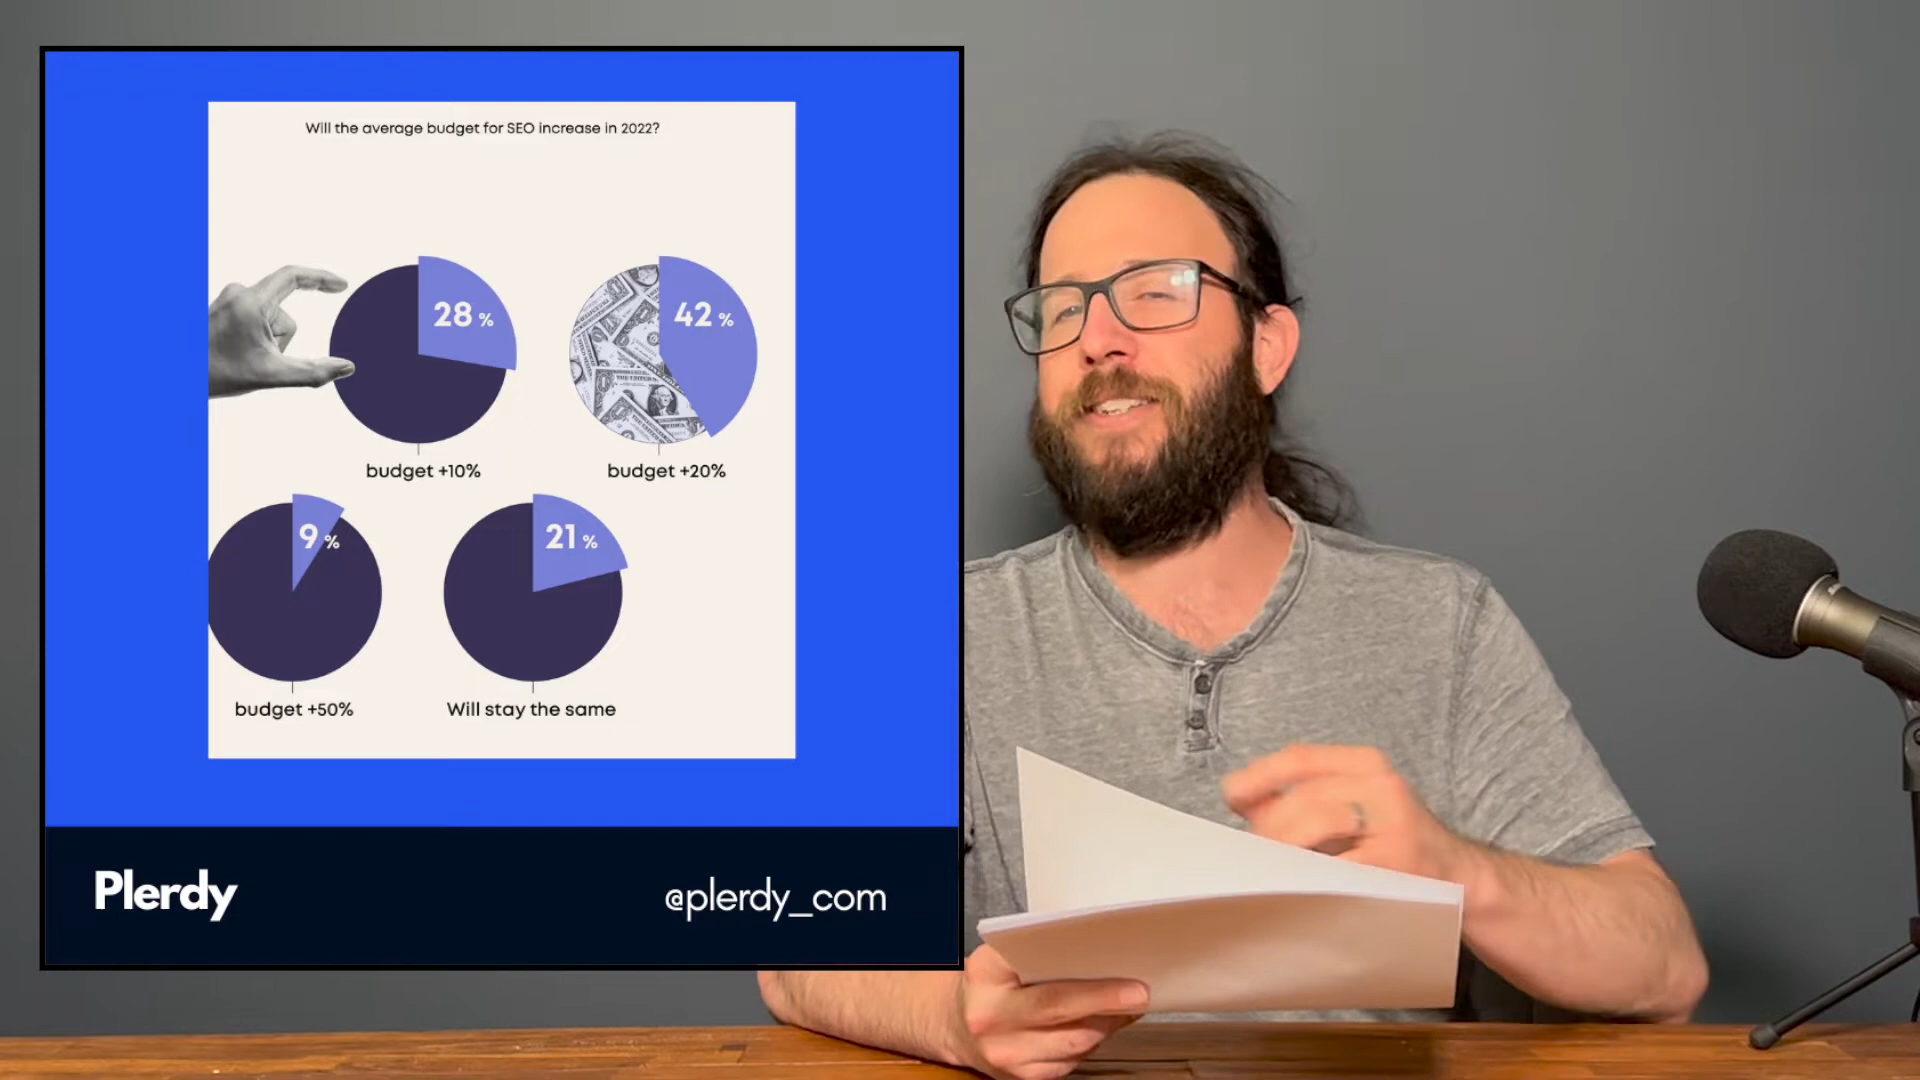 Will the average budget for SEO increase in 2022?
28 %
42 %
budget +10%
budget +20%
9 %
21 %
budget +50%
Will stay the same
Plerdy
@plerdy_com